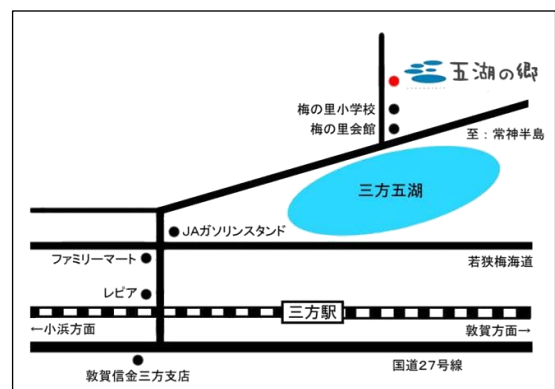 五湖の郷
梅の里小学校
梅の里会館
至：常神半島
三方五湖
JAガソリンスタンド
ファミリーマート
若狭梅海道
レピア
三方駅
←小浜方面
敦賀方面→
国道27号線
敦賀信金三方支店